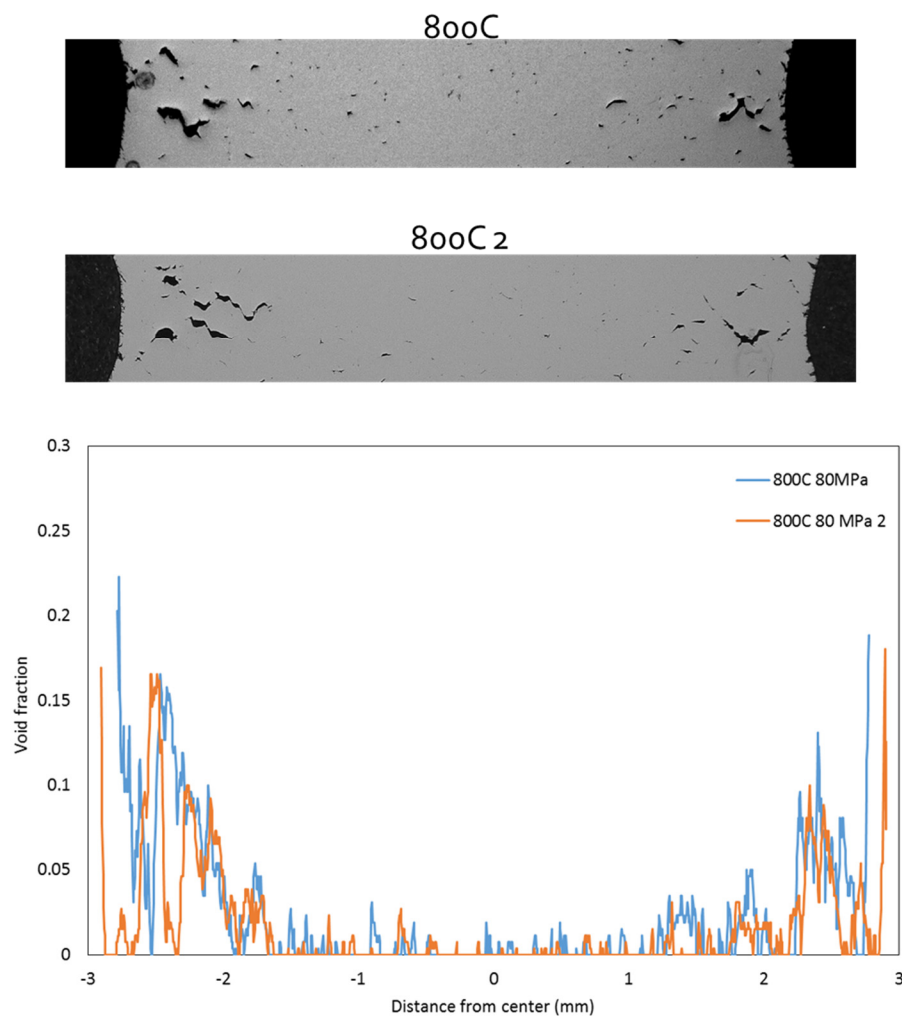 800C
800C 2
0.3
0.25
0.2
0.15
0.1
0.05
0
Void fraction
800C 80MPa
800C 80 MPa 2
-3 -2 -1 0 1 2 3
Distance from center (mm)